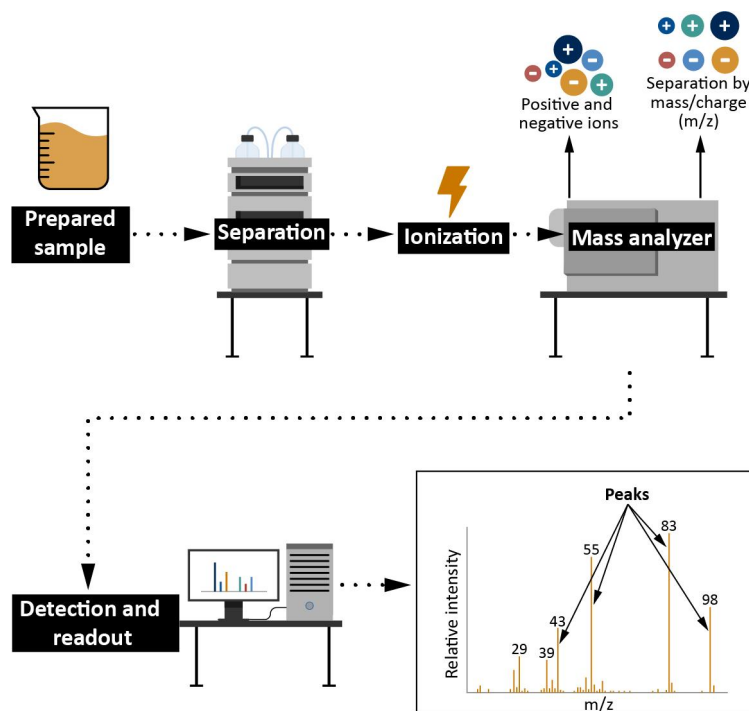 Positive and
negative ions
Separation by
mass/charge
(m/z)
Prepared
sample
Separation
Ionization
Mass analyzer
Detection and
readout
Peaks
83
55
98
43
29
39
Relative intensity
m/z